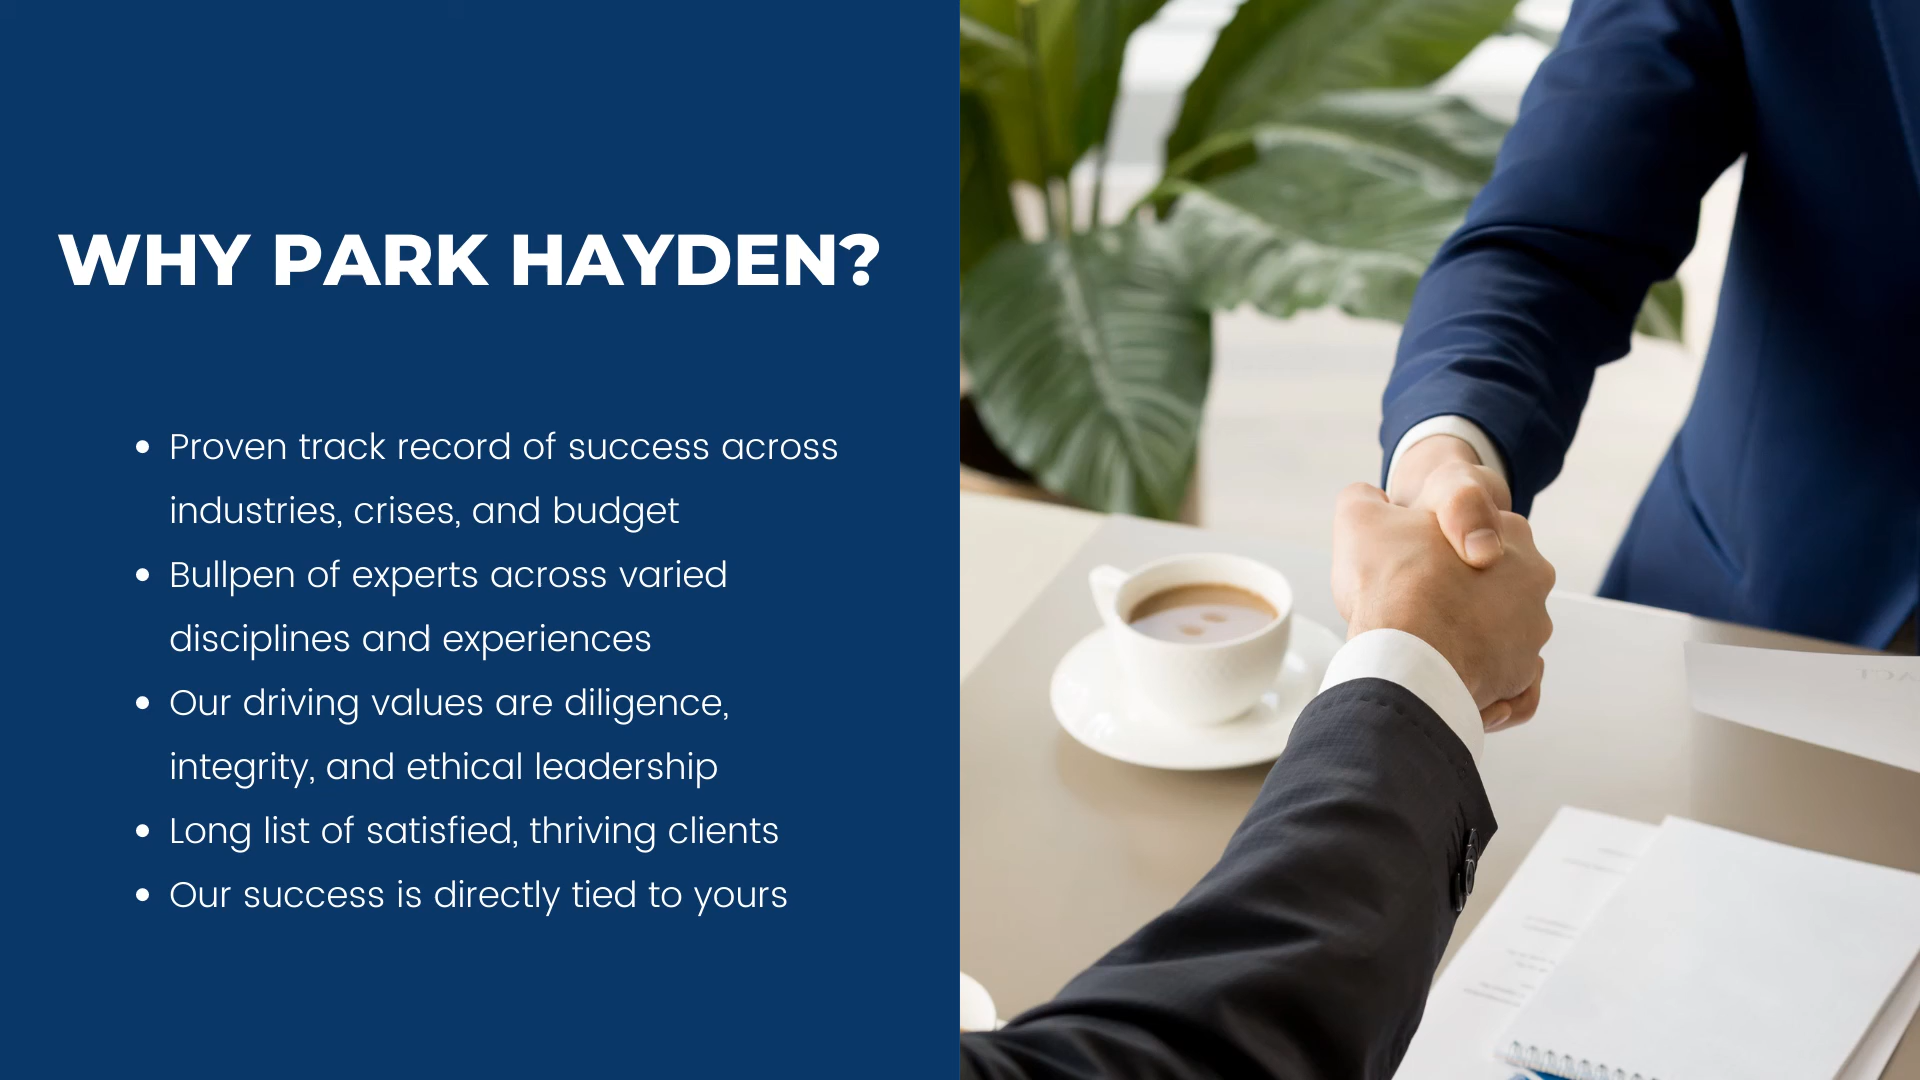 WHY PARK HAYDEN?
• Proven track record of success across
industries, crises, and budget
• Bullpen of experts across varied
disciplines and experiences
• Our driving values are diligence,
integrity, and ethical leadership
• Long list of satisfied, thriving clients
• Our success is directly tied to yours